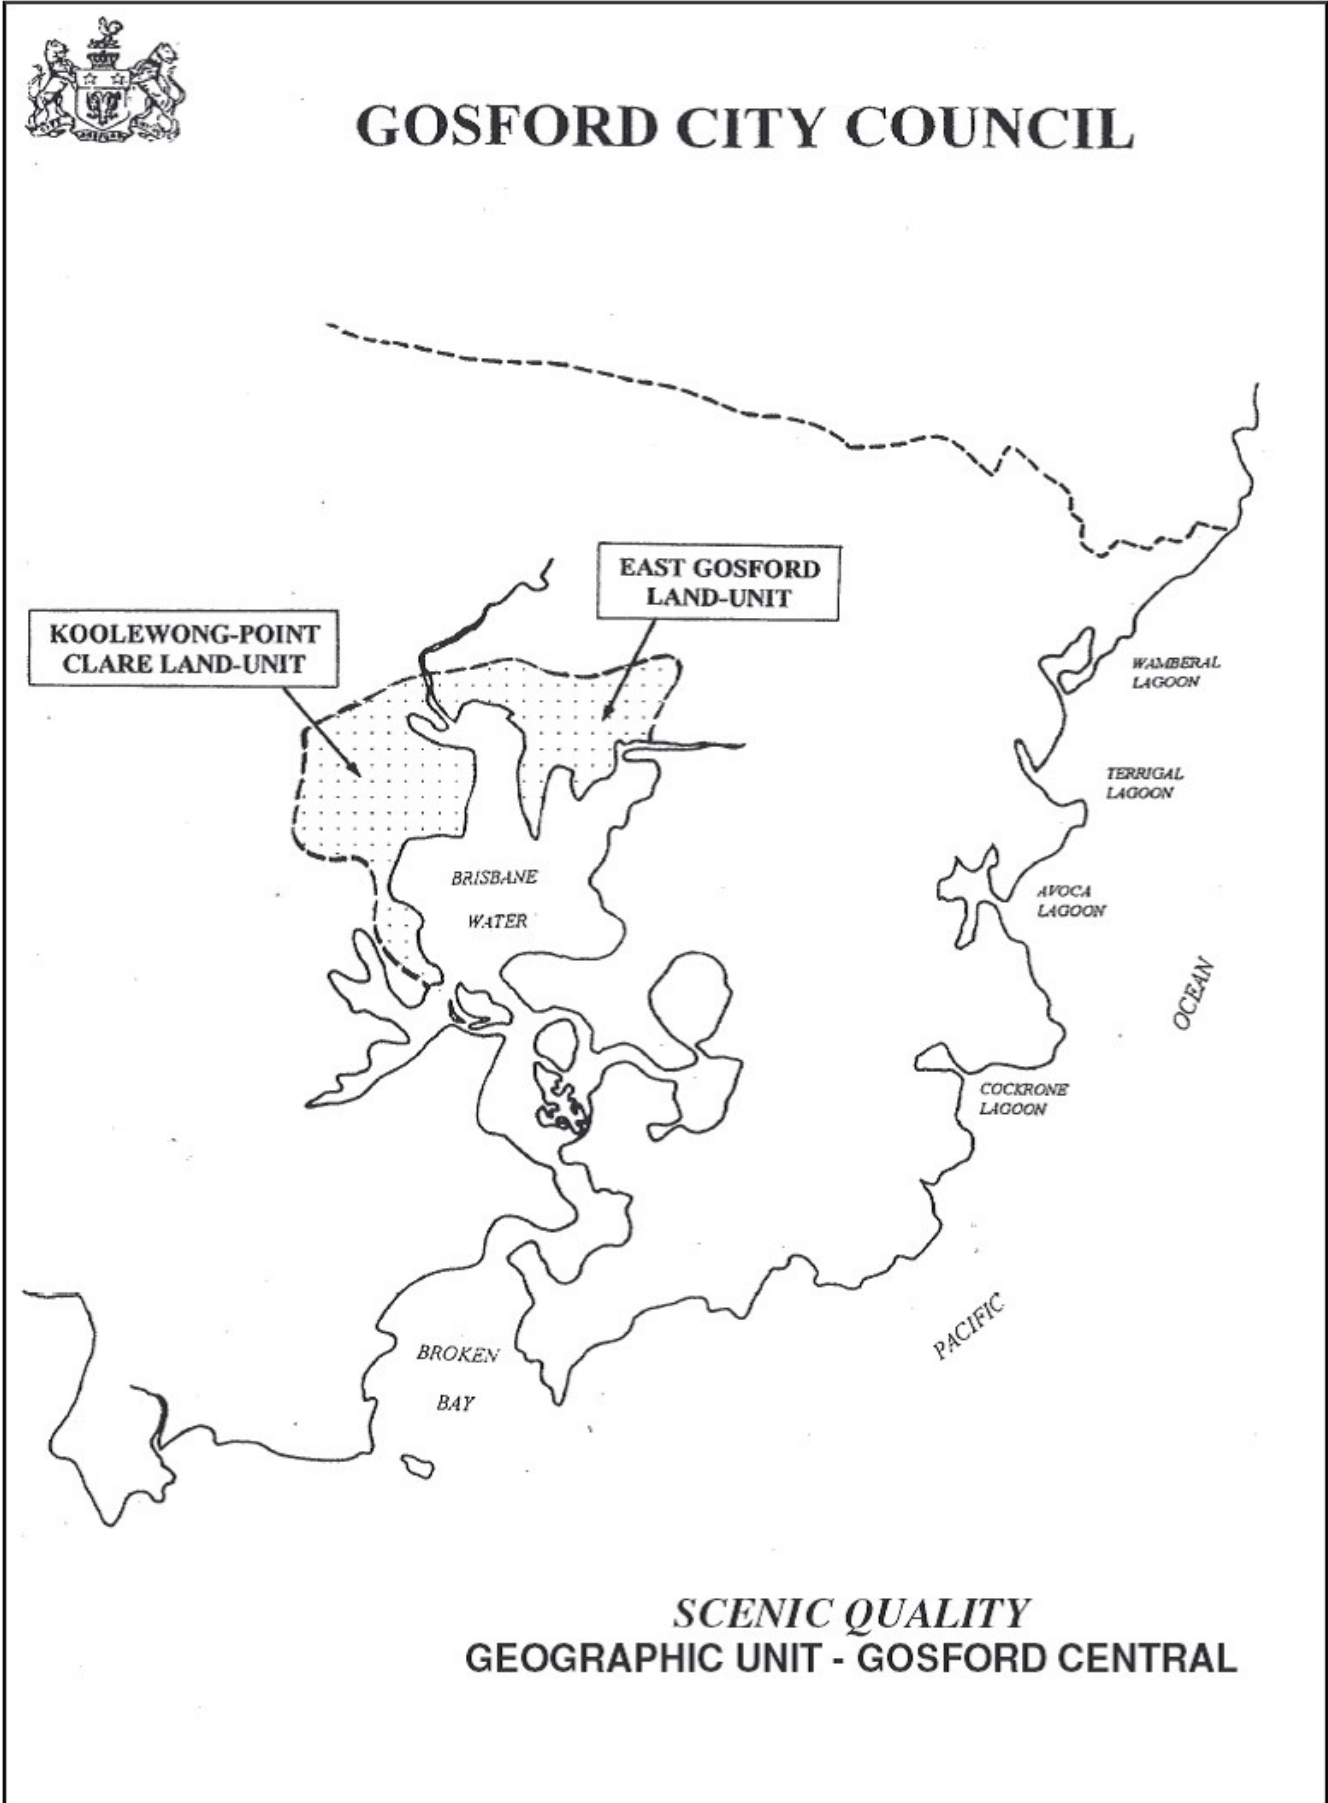 GOSFORD CITY COUNCIL
EAST GOSFORD
LAND-UNIT
KOOLEWONG-POINT
CLARE LAND-UNIT
WAMBERAL
LAGOON
TERRIGAL
LAGOON
BRISBANE
WATER
AVOCA
LAGOON
OCEAN
COCKRONE
LAGOON
PACIFIC
BROKEN
BAY
SCENIC QUALITY
GEOGRAPHIC UNIT - GOSFORD CENTRAL